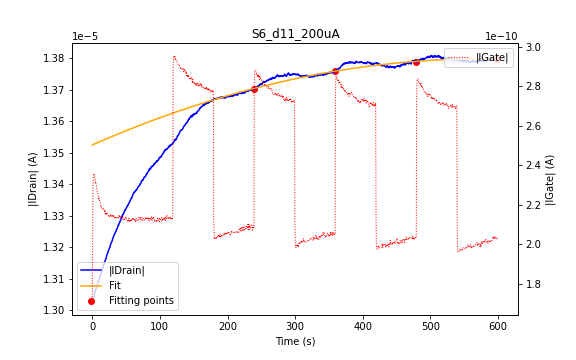 S6_d11_200uA
1e−5
1e−10
1.38
1.37
1.36
1.35
1.34
1.33
1.32
1.31
1.30
|IDrain| (A)
3.0
2.8
2.6
2.4
2.2
2.0
1.8
|IGate| (A)
|IGate|
|IDrain|
Fit
Fitting points
0
100
200
300
400
500
600
Time (s)